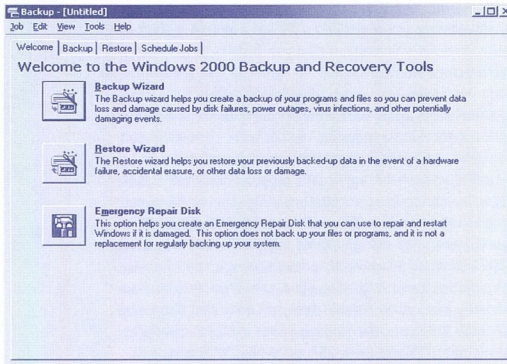 Backup - [Untitled]
Job Edit View Tools Help
Welcome Backup Restore Schedule Jobs
Welcome to the Windows 2000 Backup and Recovery Tools
Backup Wizard
The Backup wizard helps you create a backup of your programs and files so you can prevent data
loss and damage caused by disk failures, power outages, virus infections, and other potentially
damaging events.
Restore Wizard
The Restore wizard helps you restore your previously backed-up data in the event of a hardware
failure, accidental erasure, or other data loss or damage.
Emergency Repair Disk
This option helps you create an Emergency Repair Disk that you can use to repair and restart
Windows if it is damaged. This option does not back up your files or programs, and it is not a
replacement for regularly backing up your system.